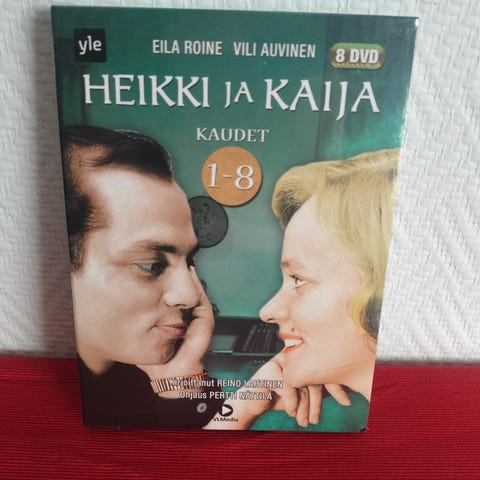 yle
EILA ROINE VILI AUVINEN 8 DVD
HEIKKI JA KAIJA
KAUDET
1-8
Kirjoittanut REINO LAHTINEN
Ohjaus PERTTI NÄTTILÄ
VLMedia